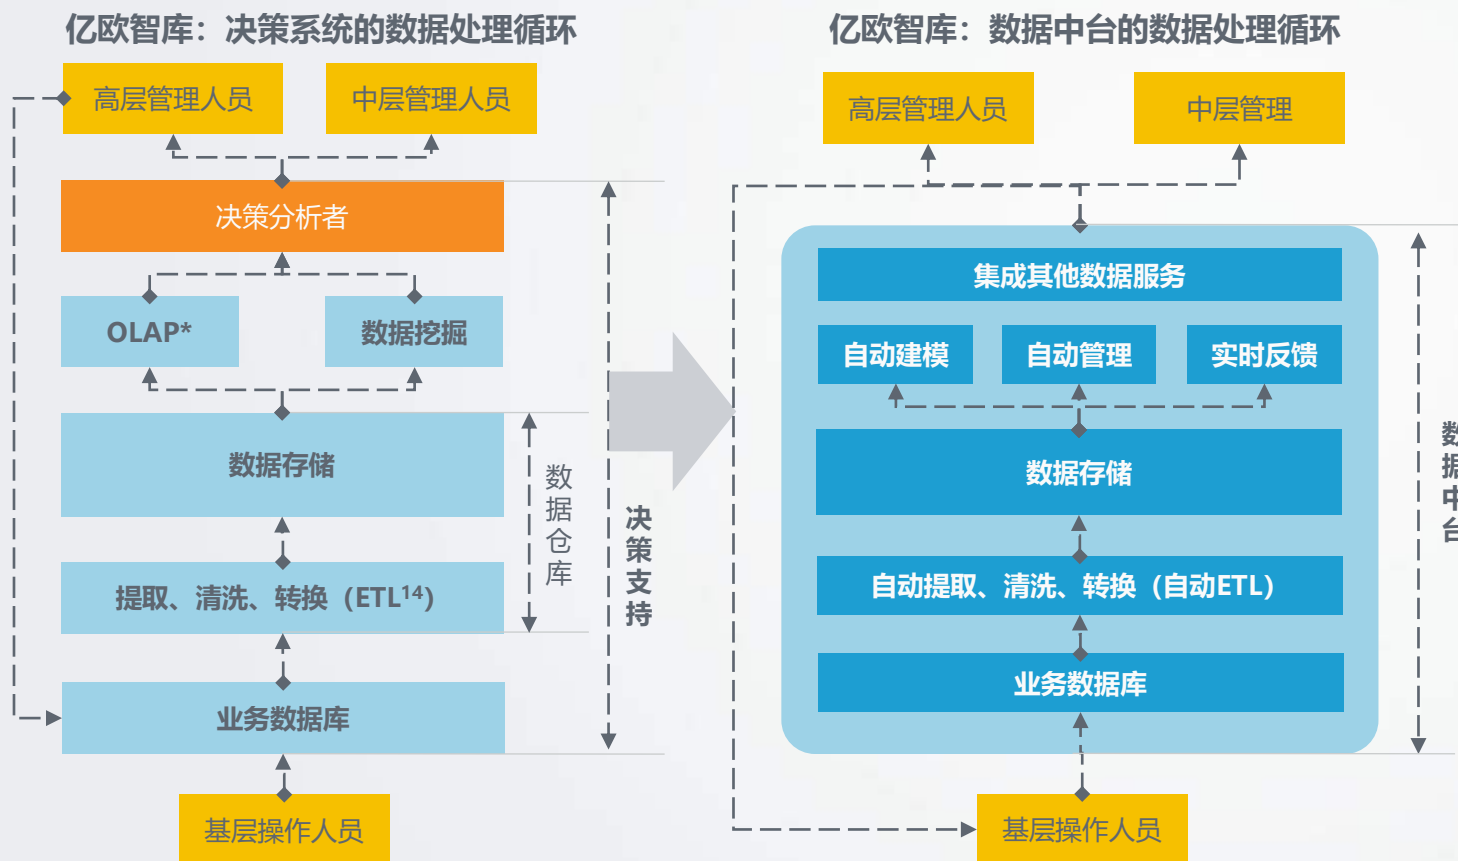 亿欧智库：决策系统的数据处理循环
高层管理人员
中层管理人员
决策分析者
OLAP*
数据挖掘
数据存储
数据仓库
提取、清洗、转换（ETL¹⁴）
决策支持
业务数据库
基层操作人员
亿欧智库：数据中台的数据处理循环
高层管理人员
中层管理
集成其他数据服务
自动建模
自动管理
实时反馈
数据存储
自动提取、清洗、转换（自动ETL）
业务数据库
数据中台
基层操作人员